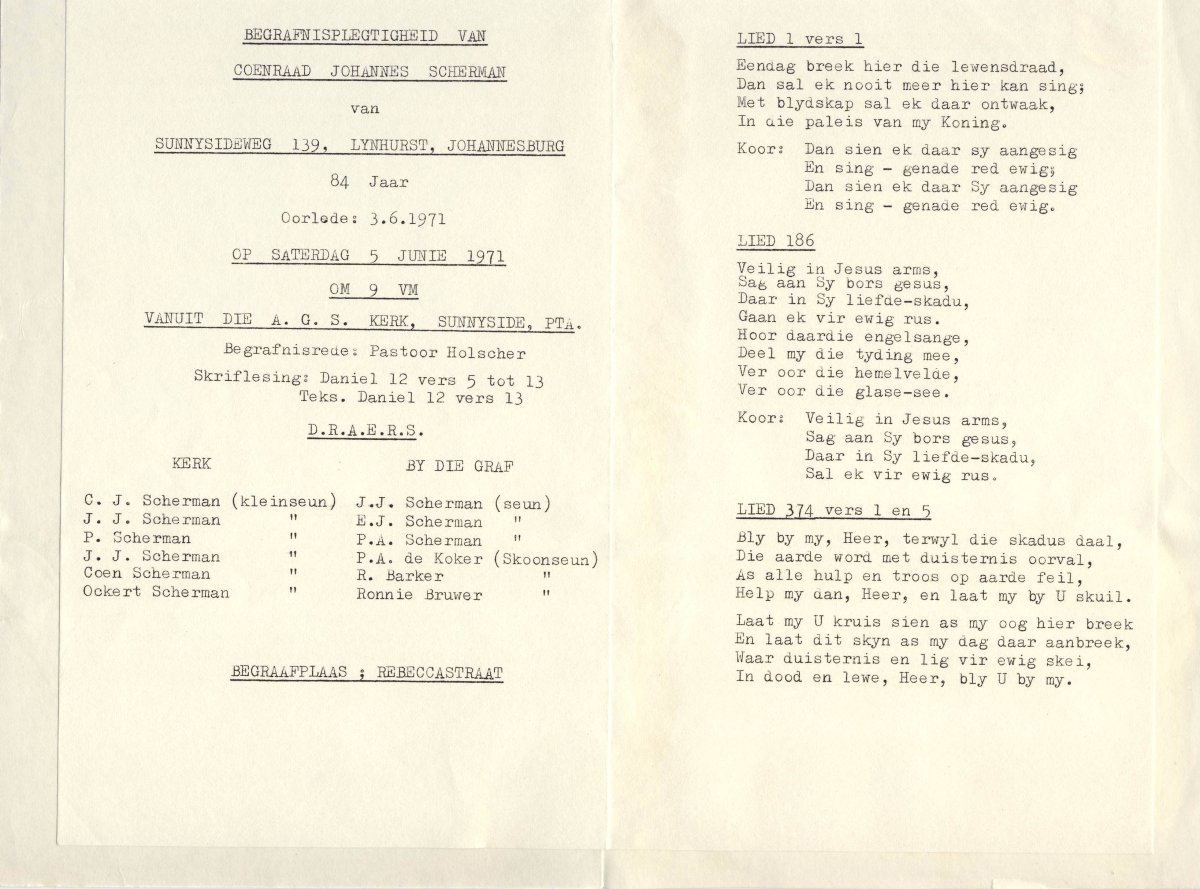 BEGRAFNISPLEGTIGHEID VAN
COENRAAD JOHANNES SCHERMAN
van
SUNNYSIDEWEG 139, LYNHURST, JOHANNESBURG
84 Jaar
Oorlede: 3.6.1971
OP SATERDAG 5 JUNIE 1971
OM 9 VM
VANUIT DIE A. G. S. KERK, SUNNYSIDE, PTA.
Begrafnisrede: Pastoor Holscher
Skriflesing: Daniel 12 vers 5 tot 13
Teks. Daniel 12 vers 13
D.R.A.E.R.S.
KERK BY DIE GRAF
C. J. Scherman (kleinseun) J.J. Scherman (seun)
J. J. Scherman " E.J. Scherman "
P. Scherman " P.A. Scherman "
J. J. Scherman " P.A. de Koker (Skoonseun)
Coen Scherman " R. Barker "
Ockert Scherman " Ronnie Bruwer "
BEGRAAFPLAAS ; REBECCASTRAAT
LIED 1 vers 1
Eendag breek hier die lewensdraad,
Dan sal ek nooit meer hier kan sing;
Met blydskap sal ek daar ontwaak,
In die paleis van my Koning.
Koor: Dan sien ek daar sy aangesig
En sing - genade red ewig;
Dan sien ek daar Sy aangesig
En sing - genade red ewig.
LIED 186
Veilig in Jesus arms,
Sag aan Sy bors gesus,
Daar in Sy liefde-skadu,
Gaan ek vir ewig rus.
Hoor daardie engelsange,
Deel my die tyding mee,
Ver oor die hemelvelde,
Ver oor die glase-see.
Koor: Veilig in Jesus arms,
Sag aan Sy bors gesus,
Daar in Sy liefde-skadu,
Sal ek vir ewig rus.
LIED 374 vers 1 en 5
Bly by my, Heer, terwyl die skadus daal,
Die aarde word met duisternis oorval,
As alle hulp en troos op aarde feil,
Help my dan, Heer, en laat my by U skuil.
Laat my U kruis sien as my oog hier breek
En laat dit skyn as my dag daar aanbreek,
Waar duisternis en lig vir ewig skei,
In dood en lewe, Heer, bly U by my.